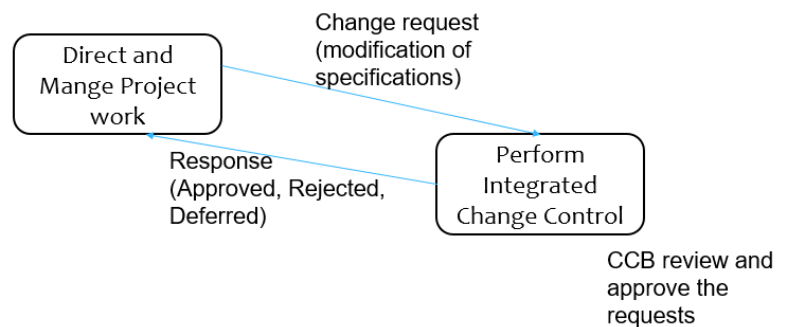 Change request
(modification of
specifications)
Direct and
Mange Project
work
Response
(Approved, Rejected,
Deferred)
Perform
Integrated
Change Control
CCB review and
approve the
requests